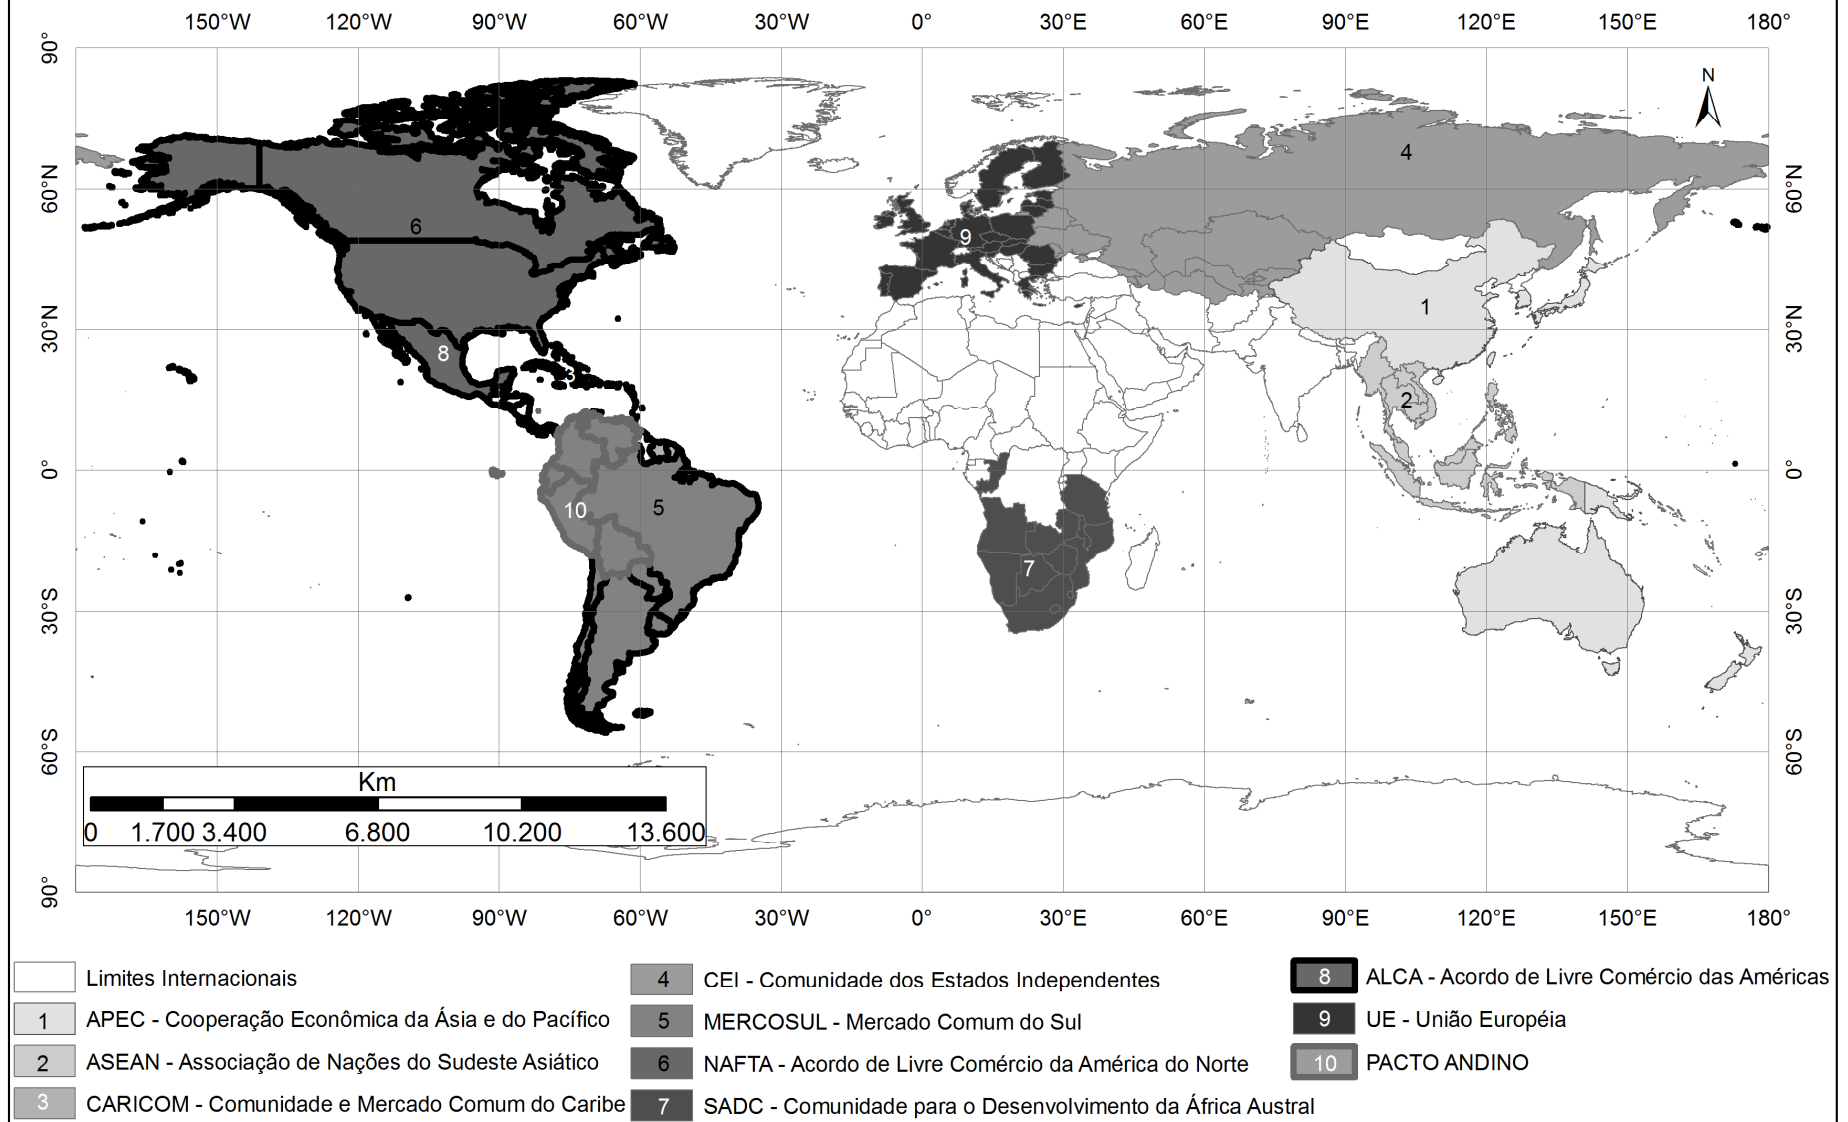 150°W 120°W 90°W 60°W 30°W 0° 30°E 60°E 90°E 120°E 150°E 180°
90° 90°
N
4
60°N 60°N
6
9
1
30°N 30°N
8
2
0° 0°
10 5
7
30°S 30°S
60°S 60°S
Km
0 1.700 3.400 6.800 10.200 13.600
150°W 120°W 90°W 60°W 30°W 0° 30°E 60°E 90°E 120°E 150°E 180°
Limites Internacionais
1 APEC - Cooperação Econômica da Ásia e do Pacífico
2 ASEAN - Associação de Nações do Sudeste Asiático
3 CARICOM - Comunidade e Mercado Comum do Caribe
4 CEI - Comunidade dos Estados Independentes
5 MERCOSUL - Mercado Comum do Sul
6 NAFTA - Acordo de Livre Comércio da América do Norte
7 SADC - Comunidade para o Desenvolvimento da África Austral
8 ALCA - Acordo de Livre Comércio das Américas
9 UE - União Européia
10 PACTO ANDINO